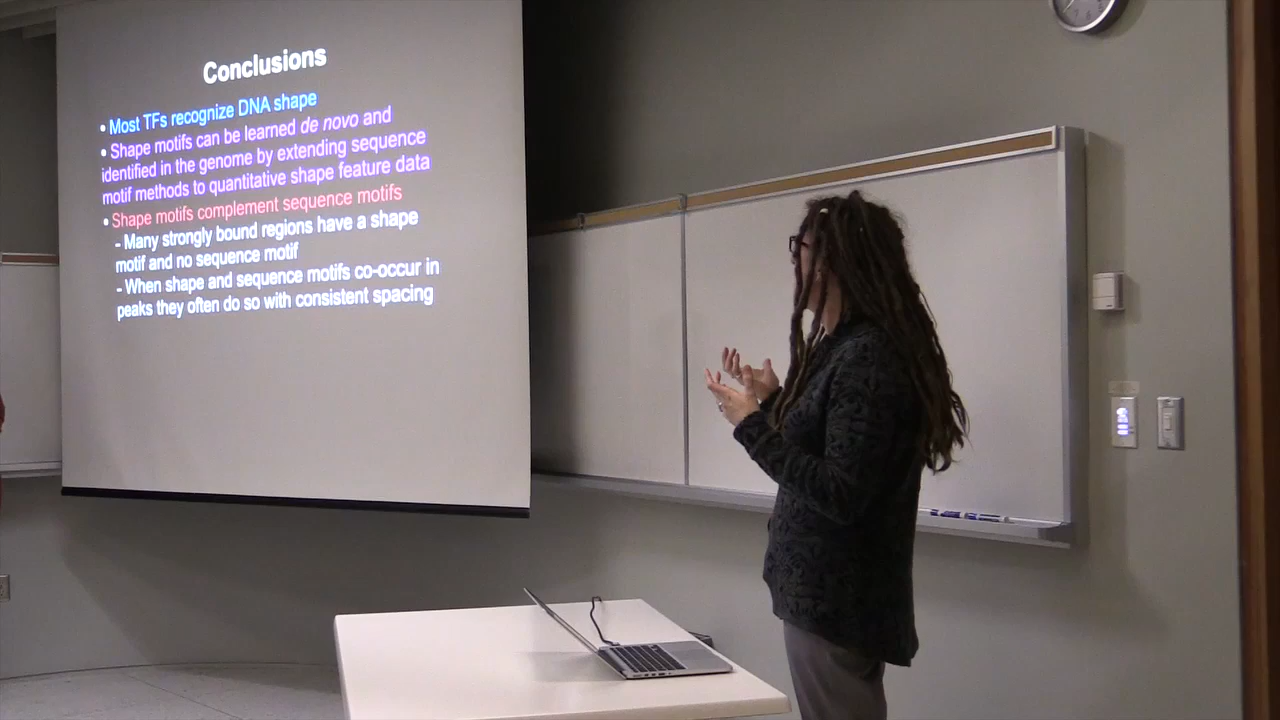 Conclusions
• Most TFs recognize DNA shape
• Shape motifs can be learned de novo and
identified in the genome by extending sequence
motif methods to quantitative shape feature data
• Shape motifs complement sequence motifs
- Many strongly bound regions have a shape
motif and no sequence motif
- When shape and sequence motifs co-occur in
peaks they often do so with consistent spacing